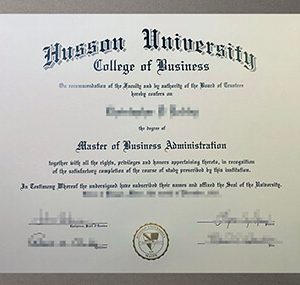 Husson University
College of Business
On recommendation of the Faculty and by authority of the Board of Trustees
hereby confers on
the degree of
Master of Business Administration
together with all the rights, privileges and honors appertaining thereto, in recognition
of the satisfactory completion of the course of study prescribed by this institution.
In Testimony Whereof the undersigned have subscribed their names and affixed the Seal of the University.